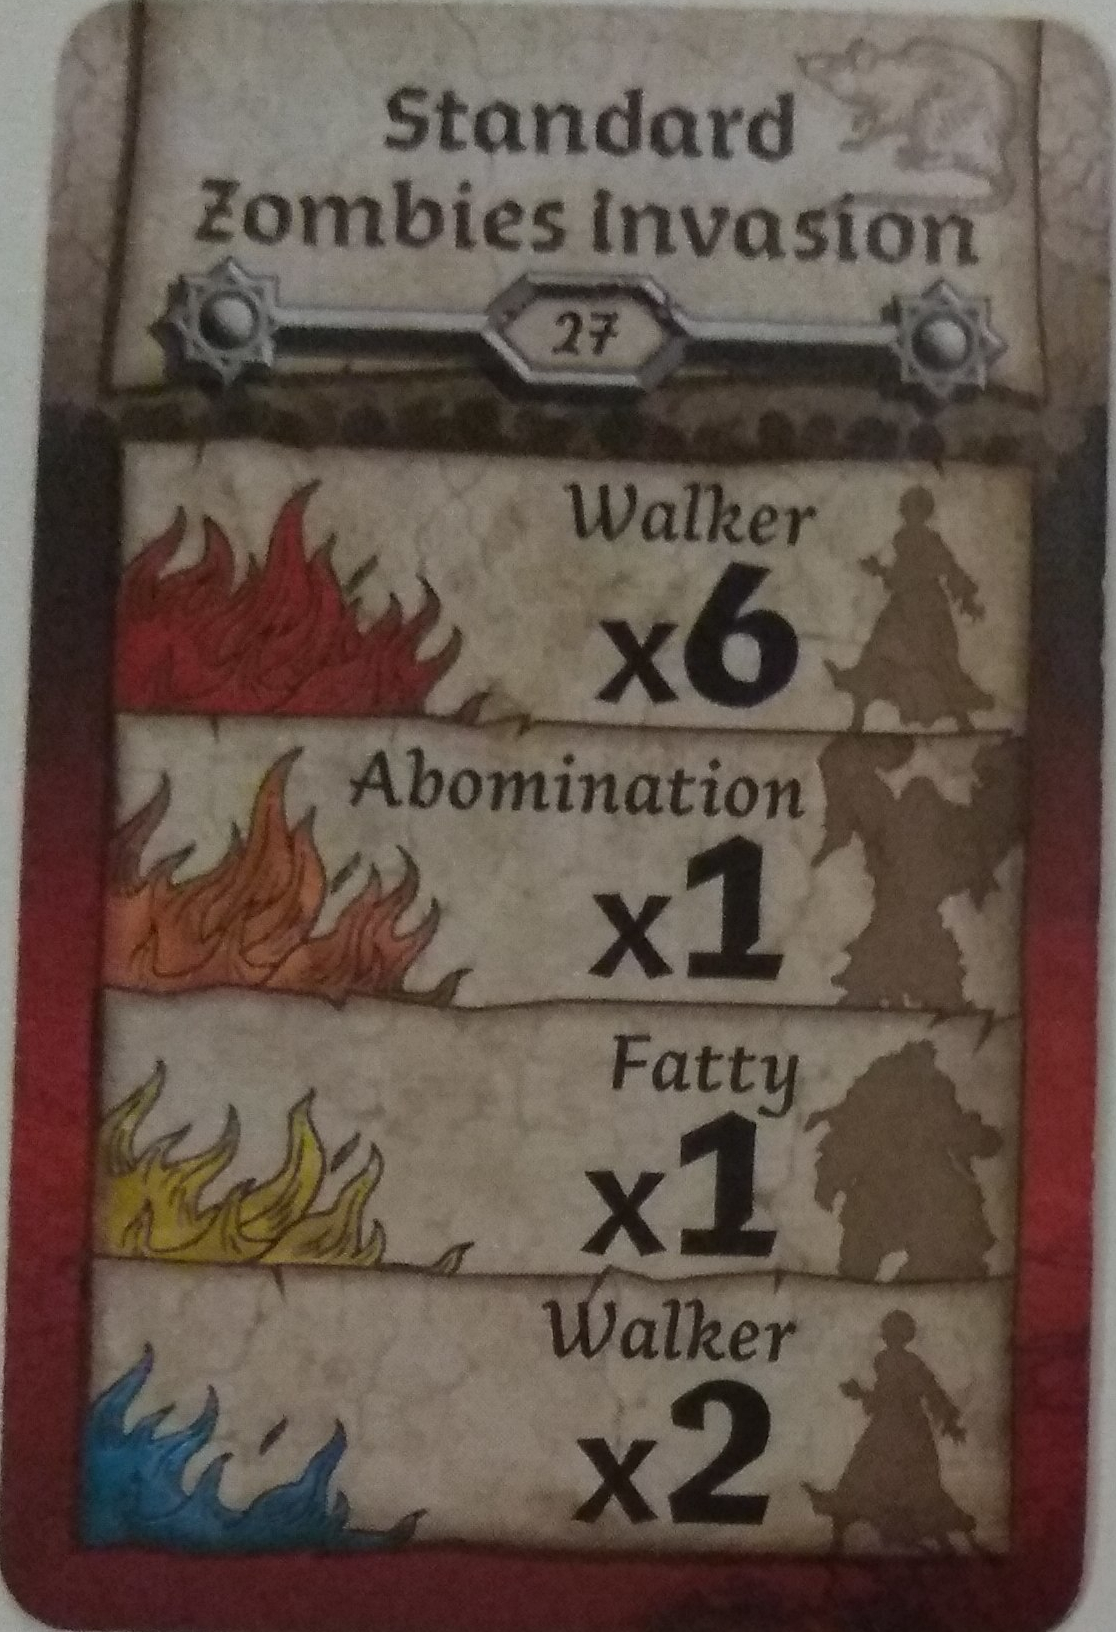 Standard
Zombies Invasion
27
Walker
x6
Abomination
x1
Fatty
x1
Walker
x2